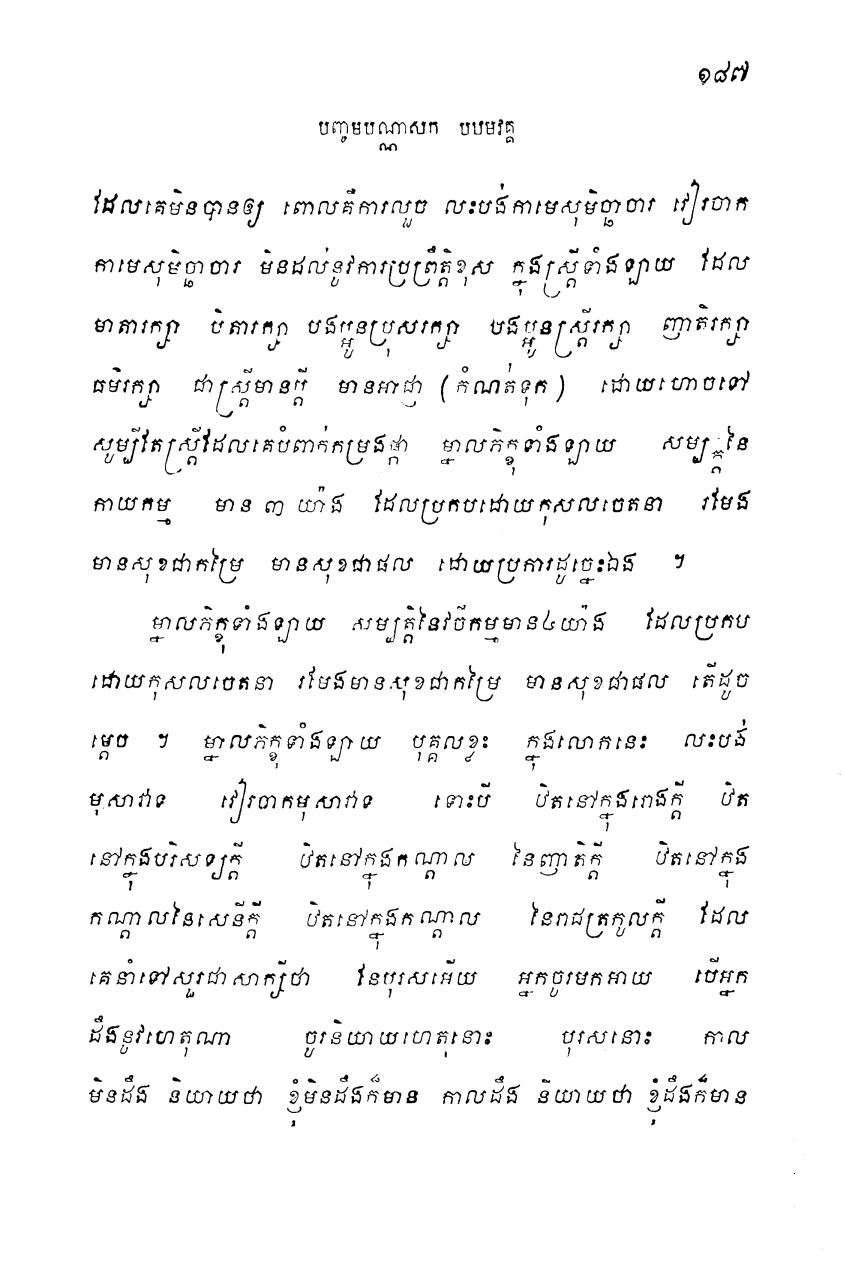 ១៨៧
បញ្ចមបណ្ណាសក បឋមវគ្គ
ដែលគេមិនបានឲ្យ ពោលគឺការលួច លះបង់កាមេសុមិច្ឆាចារ វៀរចាក
កាមេសុមិច្ឆាចារ មិនដល់នូវការប្រព្រឹត្តិខុស ក្នុងស្ត្រីទាំងឡាយ ដែល
មាតារក្សា បិតារក្សា បងប្អូនប្រុសរក្សា បងប្អូនស្ត្រីរក្សា ញាតិរក្សា
ធម៌រក្សា ជាស្ត្រីមានប្តី មានអាជ្ញា (កំណត់ទុក) ដោយហោចទៅ
សូម្បីតែស្ត្រីដែលគេបំពាក់កម្រងផ្កា ម្នាលភិក្ខុទាំងឡាយ សម្បត្តិនៃ
កាយកម្ម មាន ៣ យ៉ាង ដែលប្រកបដោយកុសលចេតនា រមែង
មានសុខជាកម្រៃ មានសុខជាផល ដោយប្រការដូច្នេះឯង ។
ម្នាលភិក្ខុទាំងឡាយ សម្បត្តិនៃវចីកម្មមាន៤យ៉ាង ដែលប្រកប
ដោយកុសលចេតនា រមែងមានសុខជាកម្រៃ មានសុខជាផល តើដូច
ម្តេច ។ ម្នាលភិក្ខុទាំងឡាយ បុគ្គលខ្លះ ក្នុងលោកនេះ លះបង់
មុសាវាទ វៀរចាកមុសាវាទ ទោះបី ឋិតនៅក្នុងរោងក្តី ឋិត
នៅក្នុងបរិសទ្យក្តី ឋិតនៅក្នុងកណ្តាល នៃញាតិក្តី ឋិតនៅក្នុង
កណ្តាលនៃសេនីក្តី ឋិតនៅក្នុងកណ្តាល នៃរាជត្រកូលក្តី ដែល
គេនាំទៅសួរជាសាក្សីថា វៃនបុរសអើយ អ្នកចូរមកអាយ បើអ្នក
ដឹងនូវហេតុណា ចូរនិយាយហេតុនោះ បុរសនោះ កាល
មិនដឹង និយាយថា ខ្ញុំមិនដឹងក៏មាន កាលដឹង និយាយថា ខ្ញុំដឹងក៏មាន